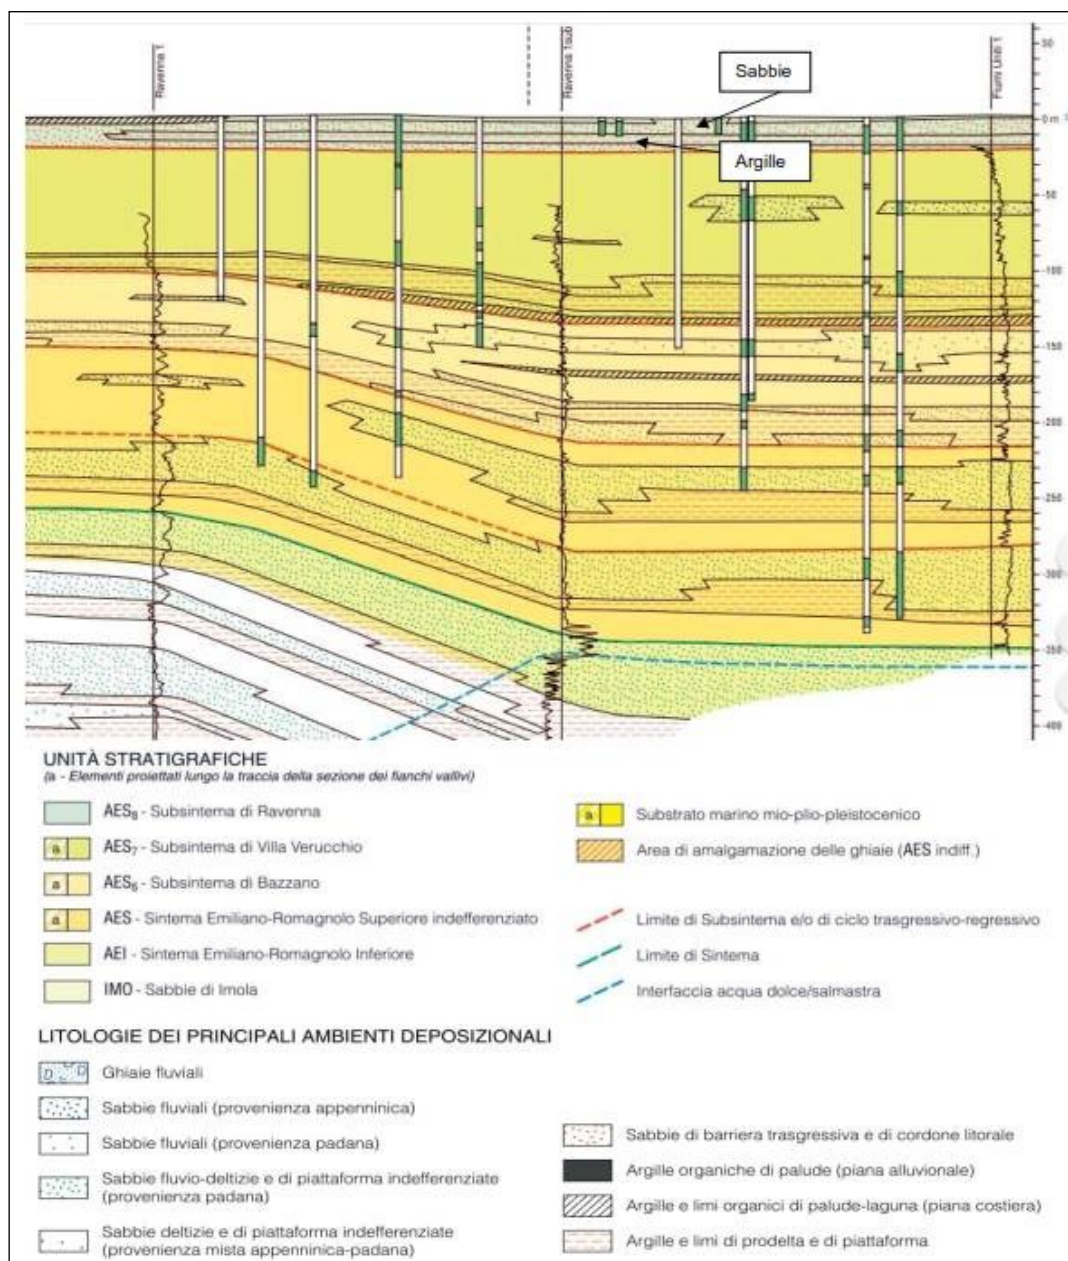 Ravenna 1
Ravenna 1sub
Fiumi Uniti 1
Sabbie
Argille
50
0 m
-50
-100
-150
-200
-250
-300
-350
-400
UNITÀ STRATIGRAFICHE
(a - Elementi proiettati lungo la traccia della sezione dei fianchi vallivi)
AES8 - Subsintema di Ravenna
a AES7 - Subsintema di Villa Verucchio
a AES6 - Subsintema di Bazzano
a AES - Sintema Emiliano-Romagnolo Superiore indefferenziato
AEI - Sintema Emiliano-Romagnolo Inferiore
IMO - Sabbie di Imola
a Substrato marino mio-plio-pleistocenico
Area di amalgamazione delle ghiaie (AES indiff.)
Limite di Subsintema e/o di ciclo trasgressivo-regressivo
Limite di Sintema
Interfaccia acqua dolce/salmastra
LITOLOGIE DEI PRINCIPALI AMBIENTI DEPOSIZIONALI
Ghiaie fluviali
Sabbie fluviali (provenienza appenninica)
Sabbie fluviali (provenienza padana)
Sabbie fluvio-deltizie e di piattaforma indefferenziate
(provenienza padana)
Sabbie deltizie e di piattaforma indefferenziate
(provenienza mista appenninica-padana)
Sabbie di barriera trasgressiva e di cordone litorale
Argille organiche di palude (piana alluvionale)
Argille e limi organici di palude-laguna (piana costiera)
Argille e limi di prodelta e di piattaforma